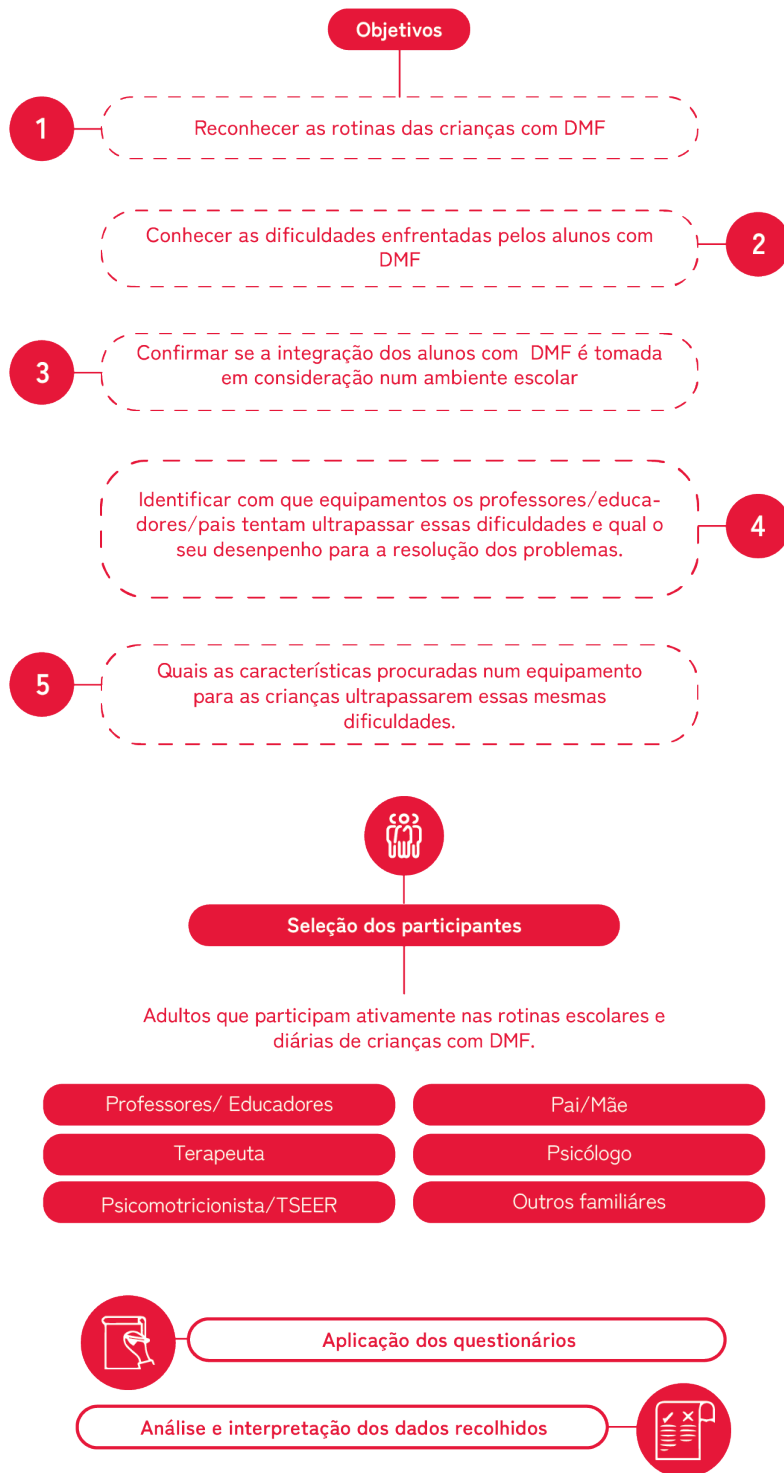 Objetivos
1
Reconhecer as rotinas das crianças com DMF
Conhecer as dificuldades enfrentadas pelos alunos com
DMF
2
3
Confirmar se a integração dos alunos com DMF é tomada
em consideração num ambiente escolar
Identificar com que equipamentos os professores/educa-
dores/pais tentam ultrapassar essas dificuldades e qual o
seu desenpenho para a resolução dos problemas.
4
5
Quais as características procuradas num equipamento
para as crianças ultrapassarem essas mesmas
dificuldades.
Seleção dos participantes
Adultos que participam ativamente nas rotinas escolares e
diárias de crianças com DMF.
Professores/ Educadores
Pai/Mãe
Terapeuta
Psicólogo
Psicomotricionista/TSEER
Outros familiáres
Aplicação dos questionários
Análise e interpretação dos dados recolhidos